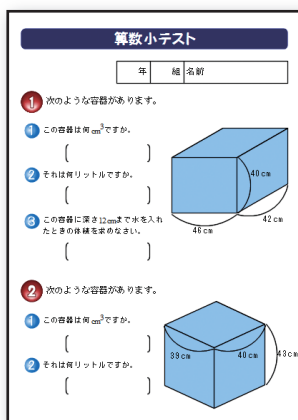 算数小テスト
年 組 名前
1 次のような容器があります。
1 この容器は何cm³ですか。
2 それは何リットルですか。
3 この容器に深さ12cmまで水を入れ
たときの体積を求めなさい。
40cm
42cm
46cm
2 次のような容器があります。
1 この容器は何cm³ですか。
2 それは何リットルですか。
39cm
40cm
43cm